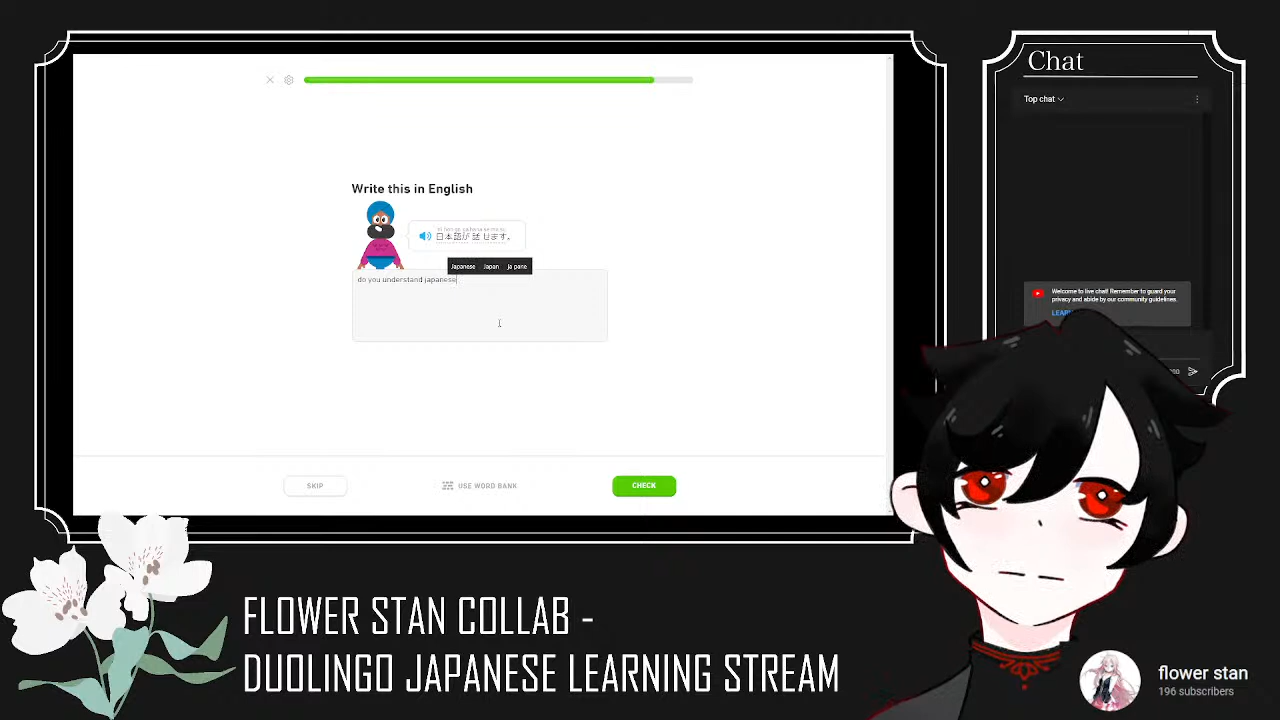 Chat
Top chat
Write this in English
日本語が 話せます。
Japanese Japan ja pane
do you understand japanese
Welcome to live chat! Remember to guard your
privacy and abide by our community guidelines.
SKIP
USE WORD BANK
CHECK
FLOWER STAN COLLAB -
DUOLINGO JAPANESE LEARNING STREAM
flower stan
196 subscribers